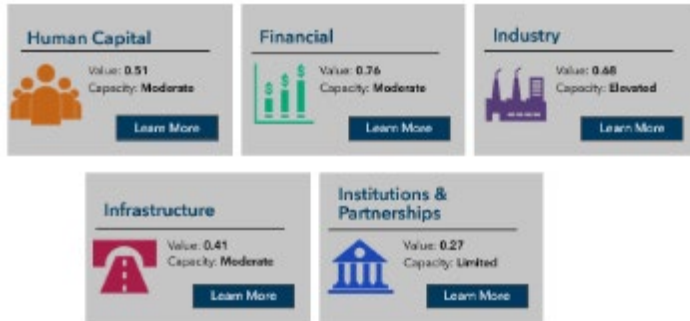 Human Capital
Value: 0.51
Capacity: Moderate
Learn More
Financial
Value: 0.76
Capacity: Moderate
Learn More
Industry
Value: 0.68
Capacity: Elevated
Learn More
Infrastructure
Value: 0.41
Capacity: Moderate
Learn More
Institutions &
Partnerships
Value: 0.27
Capacity: Limited
Learn More